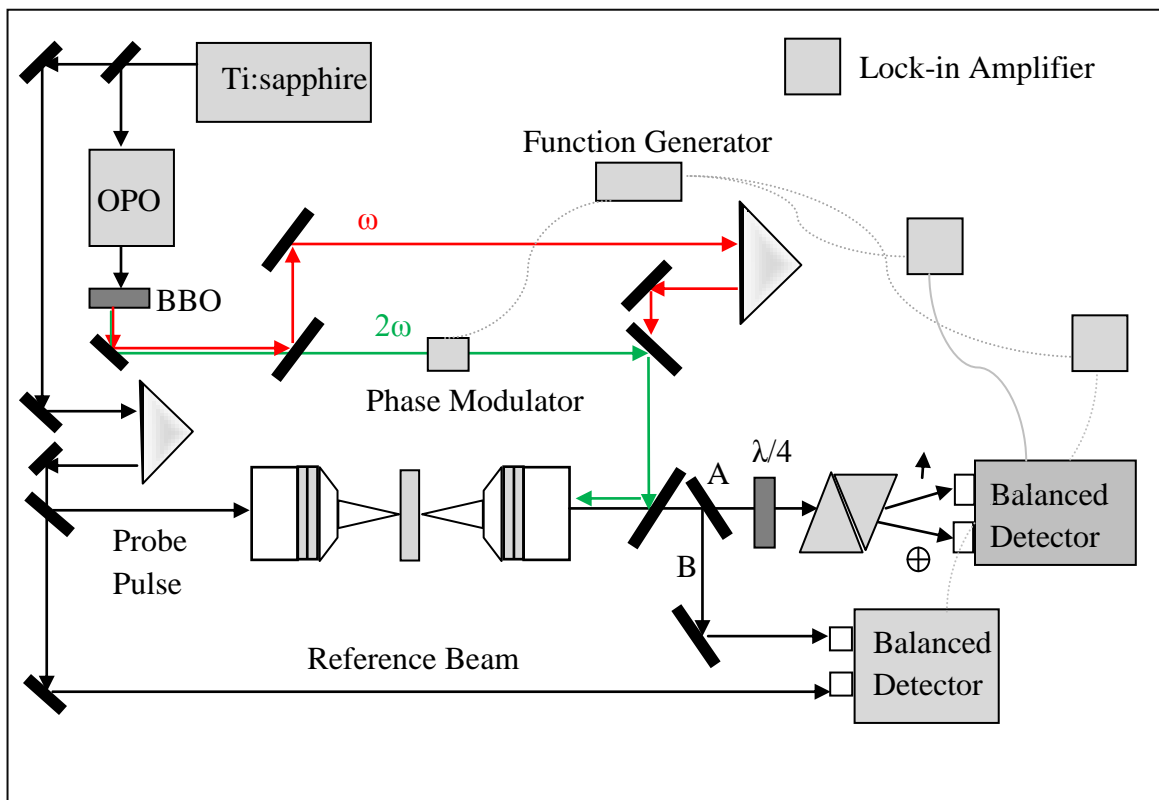 Ti:sapphire
Lock-in Amplifier
Function Generator
OPO
ω
BBO
2ω
Phase Modulator
λ/4
A
Balanced
Detector
Probe
Pulse
B
Balanced
Detector
Reference Beam